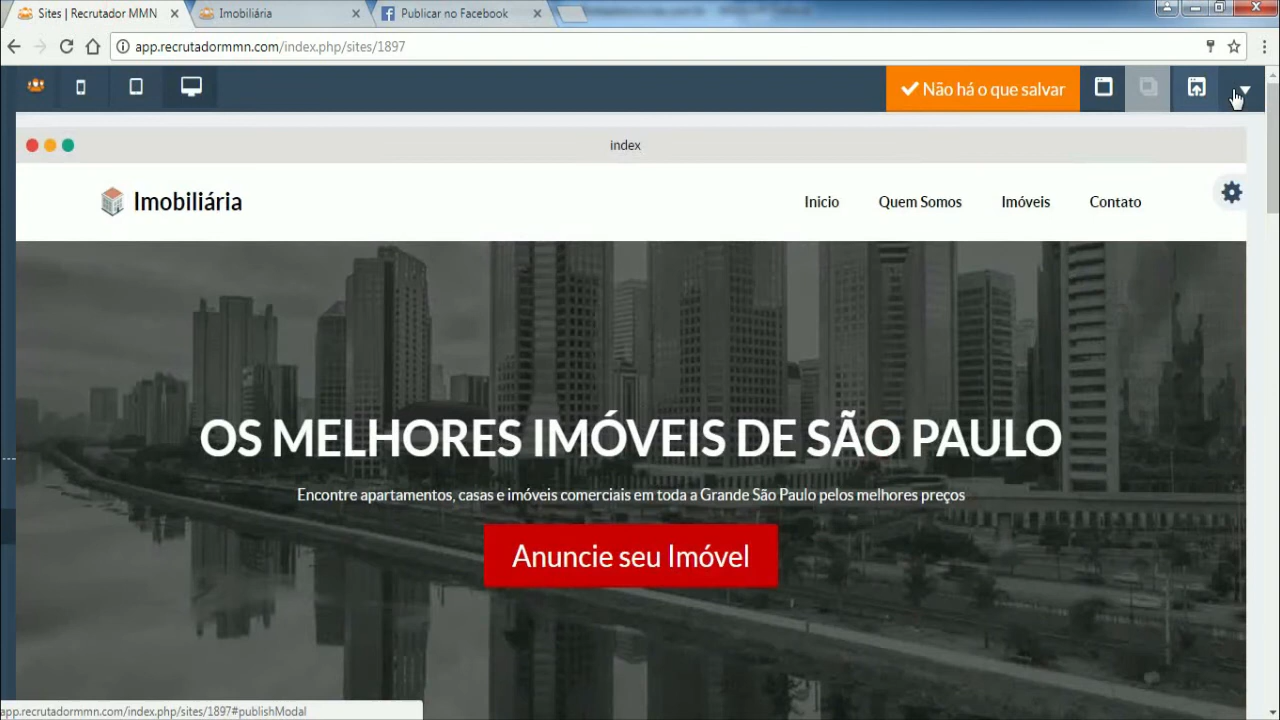 Sites | Recrutador MMN
Imobiliária
Publicar no Facebook
app.recrutadormmn.com/index.php/sites/1897
Não há o que salvar
index
Imobiliária
Inicio
Quem Somos
Imóveis
Contato
OS MELHORES IMÓVEIS DE SÃO PAULO
Encontre apartamentos, casas e imóveis comerciais em toda a Grande São Paulo pelos melhores preços
Anuncie seu Imóvel
app.recrutadormmn.com/index.php/sites/1897#publishModal